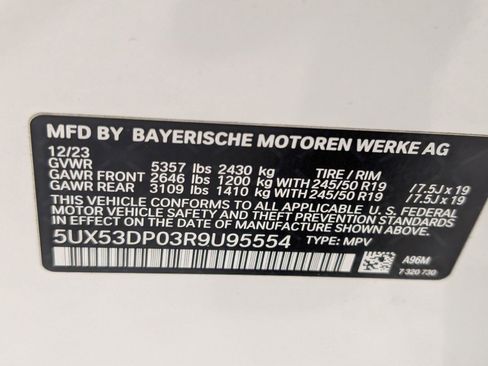 MFD BY BAYERISCHE MOTOREN WERKE AG
12/23
GVWR 5357 lbs 2430 kg TIRE / RIM
GAWR FRONT 2646 lbs 1200 kg WITH 245/50 R19 /7.5J x 19
GAWR REAR 3109 lbs 1410 kg WITH 245/50 R19 /7.5J x 19
THIS VEHICLE CONFORMS TO ALL APPLICABLE U. S. FEDERAL
MOTOR VEHICLE SAFETY STANDARDS IN EFFECT ON
THE DATE OF MANUFACTURE SHOWN ABOVE.
5UX53DP03R9U95554 TYPE: MPV
A96M
7 320 730